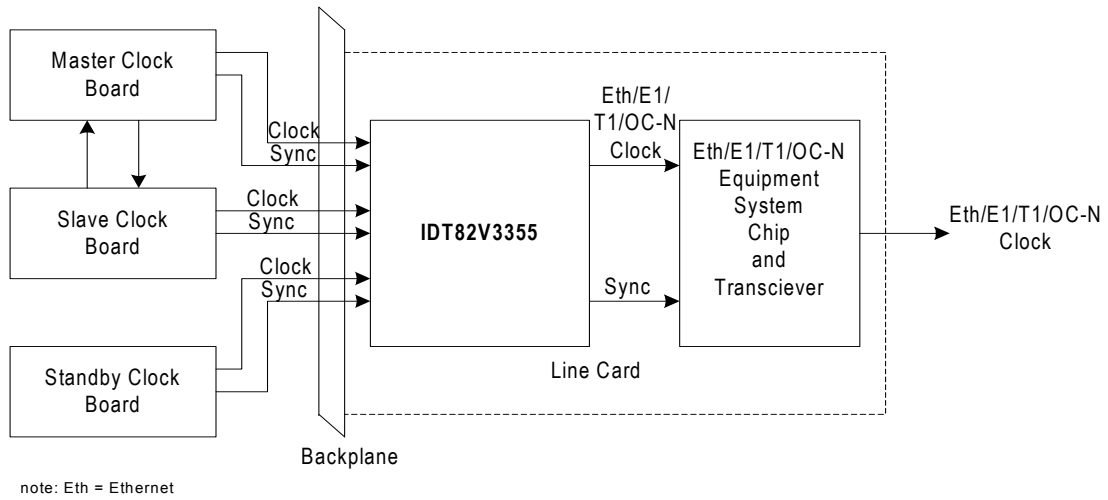 Master Clock
Board
Slave Clock
Board
Standby Clock
Board
Clock
Sync
Clock
Sync
Clock
Sync
Backplane
IDT82V3355
Eth/E1/
T1/OC-N
Clock
Sync
Line Card
Eth/E1/T1/OC-N
Equipment
System
Chip
and
Transciever
Eth/E1/T1/OC-N
Clock
note: Eth = Ethernet